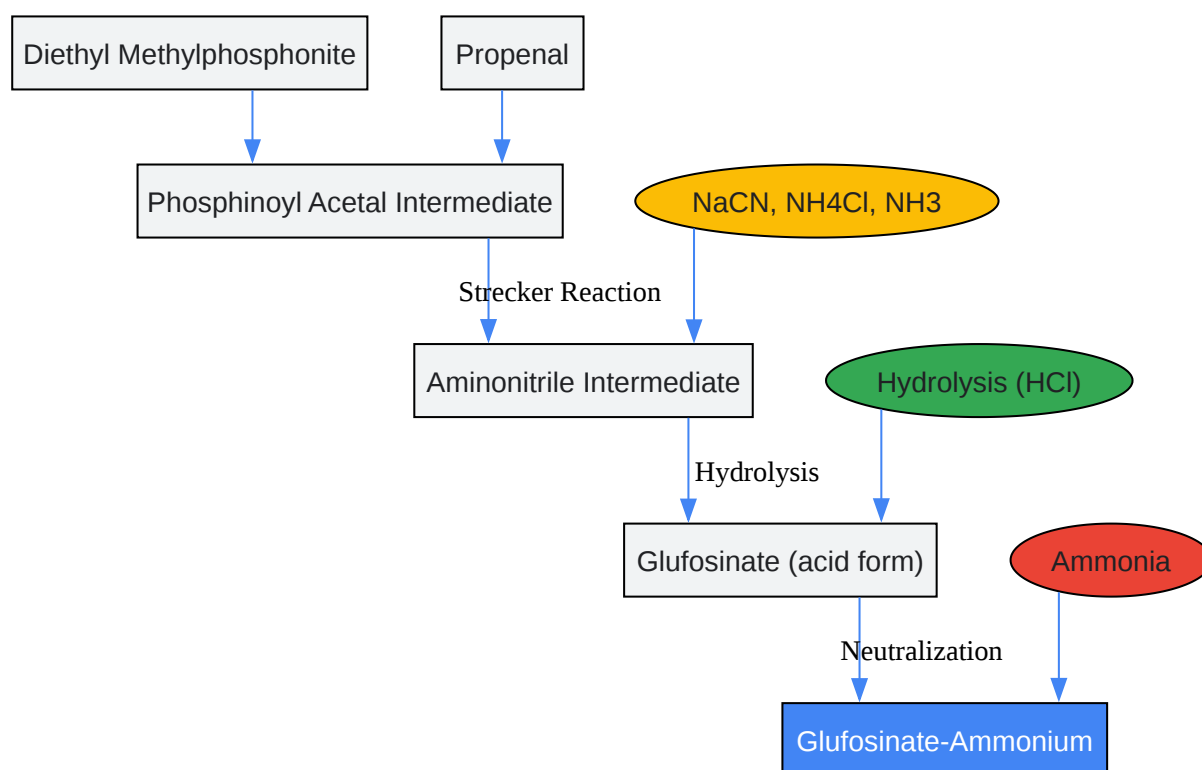 Diethyl Methylphosphonite
Propenal
Phosphinoyl Acetal Intermediate
NaCN, NH4Cl, NH3
Strecker Reaction
Aminonitrile Intermediate
Hydrolysis (HCl)
Hydrolysis
Glufosinate (acid form)
Ammonia
Neutralization
Glufosinate-Ammonium